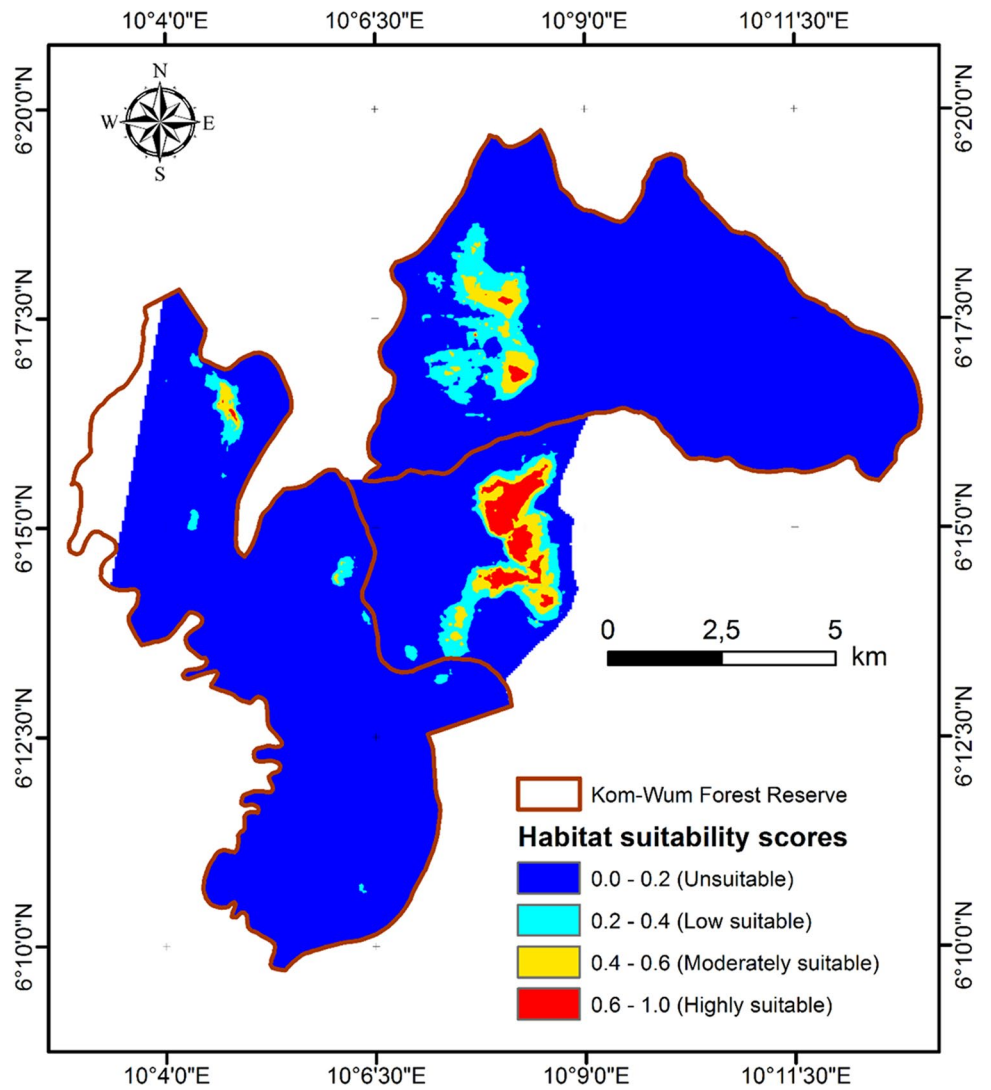 10°4'0"E 10°6'30"E 10°9'0"E 10°11'30"E
N
W E
S
6°20'0"N 6°20'0"N
6°17'30"N 6°17'30"N
6°15'0"N 6°15'0"N
0 2,5 5
km
6°12'30"N 6°12'30"N
Kom-Wum Forest Reserve
Habitat suitability scores
0.0 - 0.2 (Unsuitable)
0.2 - 0.4 (Low suitable)
6°10'0"N 6°10'0"N
0.4 - 0.6 (Moderately suitable)
0.6 - 1.0 (Highly suitable)
10°4'0"E 10°6'30"E 10°9'0"E 10°11'30"E